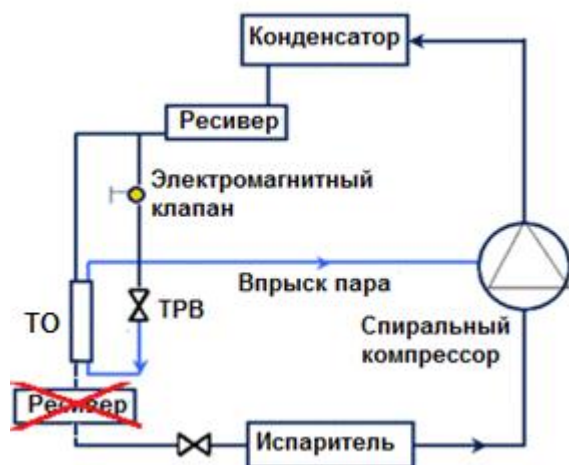 Конденсатор
Ресивер
Электромагнитный
клапан
Впрыск пара
ТРВ
ТО
Спиральный
компрессор
Ресивер
Испаритель